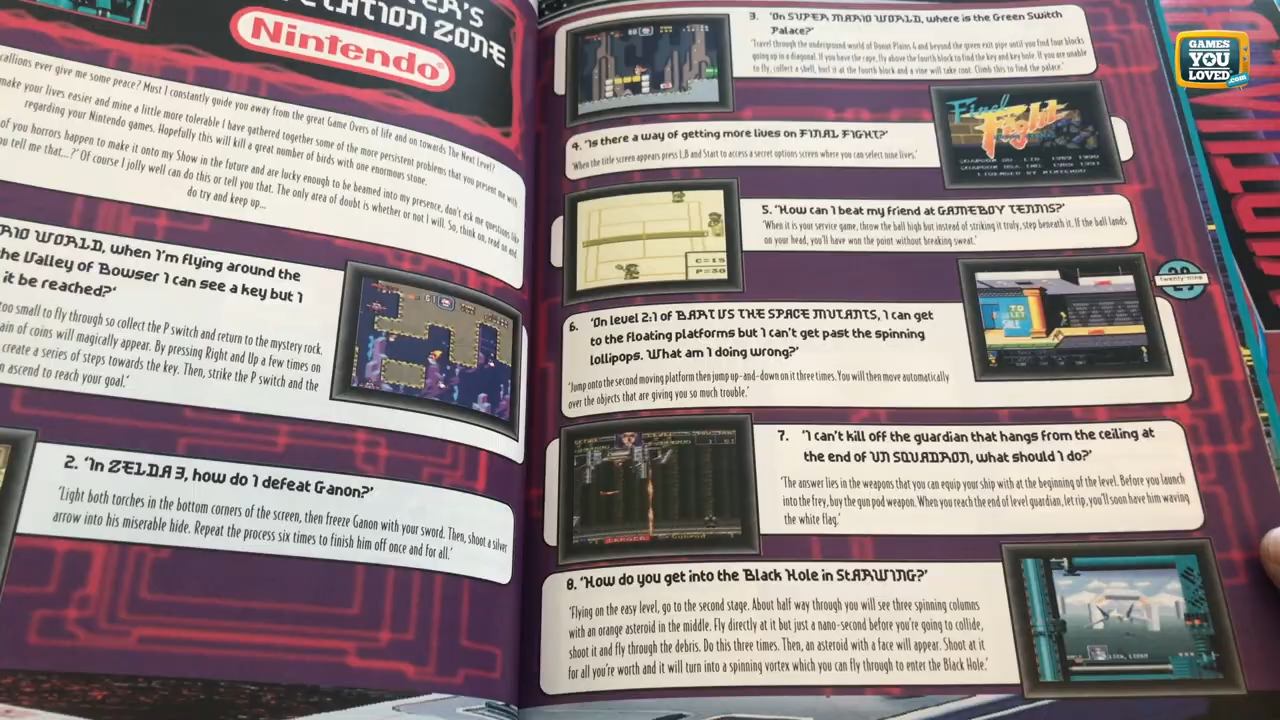 ER'S
ELATION ZONE
Nintendo
callions ever give me some peace? Must I constantly guide you away from the great Game Overs of life and on towards The Next Level?
make your lives easier and mine a little more tolerable I have gathered together some of the more persistent problems that you present me with
regarding your Nintendo games. Hopefully this will kill a great number of birds with one enormous stone.
of you horrors happen to make it onto my Show in the future and are lucky enough to be beamed into my presence, don't ask me questions like
you tell me that...?' Of course I jolly well can do this or tell you that. The only area of doubt is whether or not I will. So, think on, read on and
do try and keep up...
RIO WORLD, when I'm flying around the
he Valley of Bowser I can see a key but I
it be reached?'
too small to fly through so collect the P switch and return to the mystery rock.
ain of coins will magically appear. By pressing Right and Up a few times on
create a series of steps towards the key. Then, strike the P switch and the
n ascend to reach your goal.'
2. 'In ZELDA 3, how do I defeat Ganon?'
'Light both torches in the bottom corners of the screen, then freeze Ganon with your sword. Then, shoot a silver
arrow into his miserable hide. Repeat the process six times to finish him off once and for all.'
3. 'On SUPER MARIO WORLD, where is the Green Switch
Palace?'
'Travel through the underground world of Donut Plains 4 and beyond the green exit pipe until you find four blocks
going up in a diagonal. If you have the cape, fly above the fourth block to find the key and key hole. If you are unable
to fly, collect a shell, hurl it at the fourth block and a vine will take root. Climb this to find the palace.'
4. 'Is there a way of getting more lives on FINAL FIGHT?'
'When the title screen appears press L,B and Start to access a secret options screen where you can select nine lives.'
Final
Fight
5. 'How can I beat my friend at GAMEBOY TENNIS?'
'When it is your service game, throw the ball high but instead of striking it truly, step beneath it. If the ball lands
on your head, you'll have won the point without breaking sweat.'
C=15
P=30
twenty-nine
29
6. 'On level 2:1 of BART VS THE SPACE MUTANTS, I can get
to the floating platforms but I can't get past the spinning
lollipops. What am I doing wrong?'
'Jump onto the second moving platform then jump up-and-down on it three times. You will then move automatically
over the objects that are giving you so much trouble.'
TO
LET
SALE
7. 'I can't kill off the guardian that hangs from the ceiling at
the end of UN SQUADRON, what should I do?'
'The answer lies in the weapons that you can equip your ship with at the beginning of the level. Before you launch
into the frey, buy the gun pod weapon. When you reach the end of level guardian, let rip, you'll soon have him waving
the white flag.'
DANGER
8. 'How do you get into the Black Hole in StARWING?'
'Flying on the easy level, go to the second stage. About half way through you will see three spinning columns
with an orange asteroid in the middle. Fly directly at it but just a nano-second before you're going to collide,
shoot it and fly through the debris. Do this three times. Then, an asteroid with a face will appear. Shoot at it
for all you're worth and it will turn into a spinning vortex which you can fly through to enter the Black Hole.'
GAMES
YOU
LOVED
.com